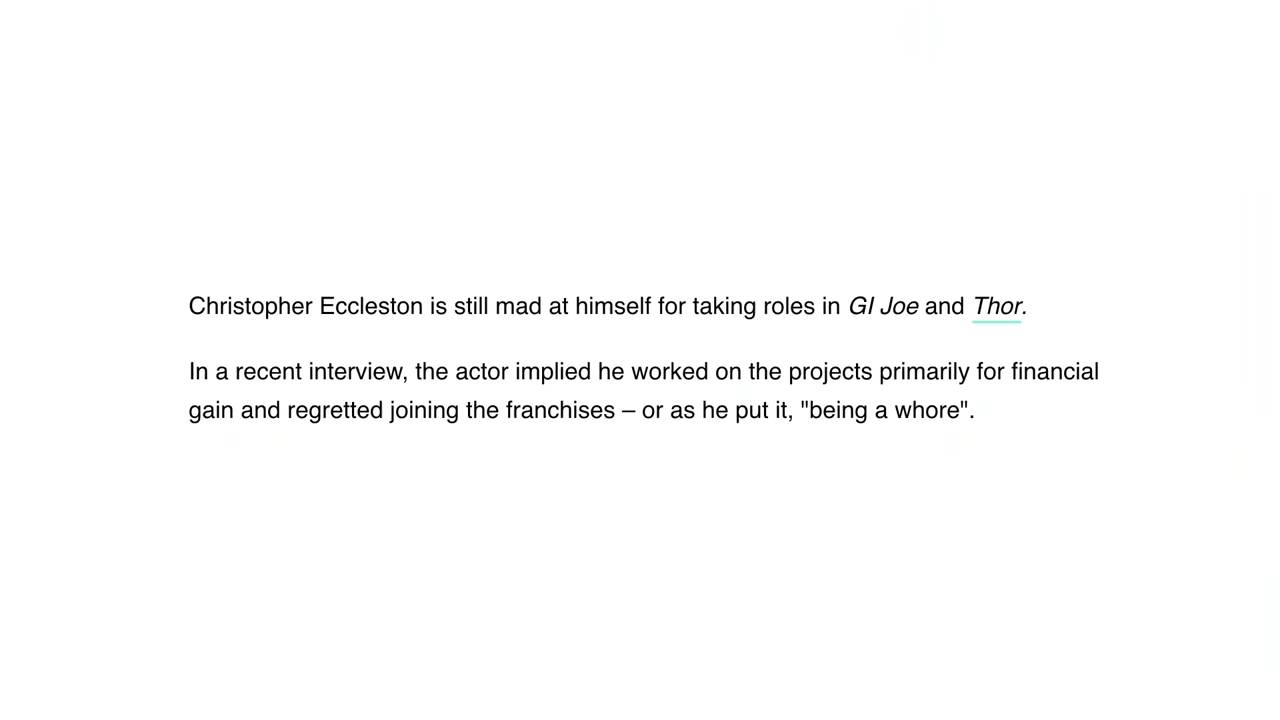 Christopher Eccleston is still mad at himself for taking roles in GI Joe and Thor.
In a recent interview, the actor implied he worked on the projects primarily for financial
gain and regretted joining the franchises – or as he put it, "being a whore".